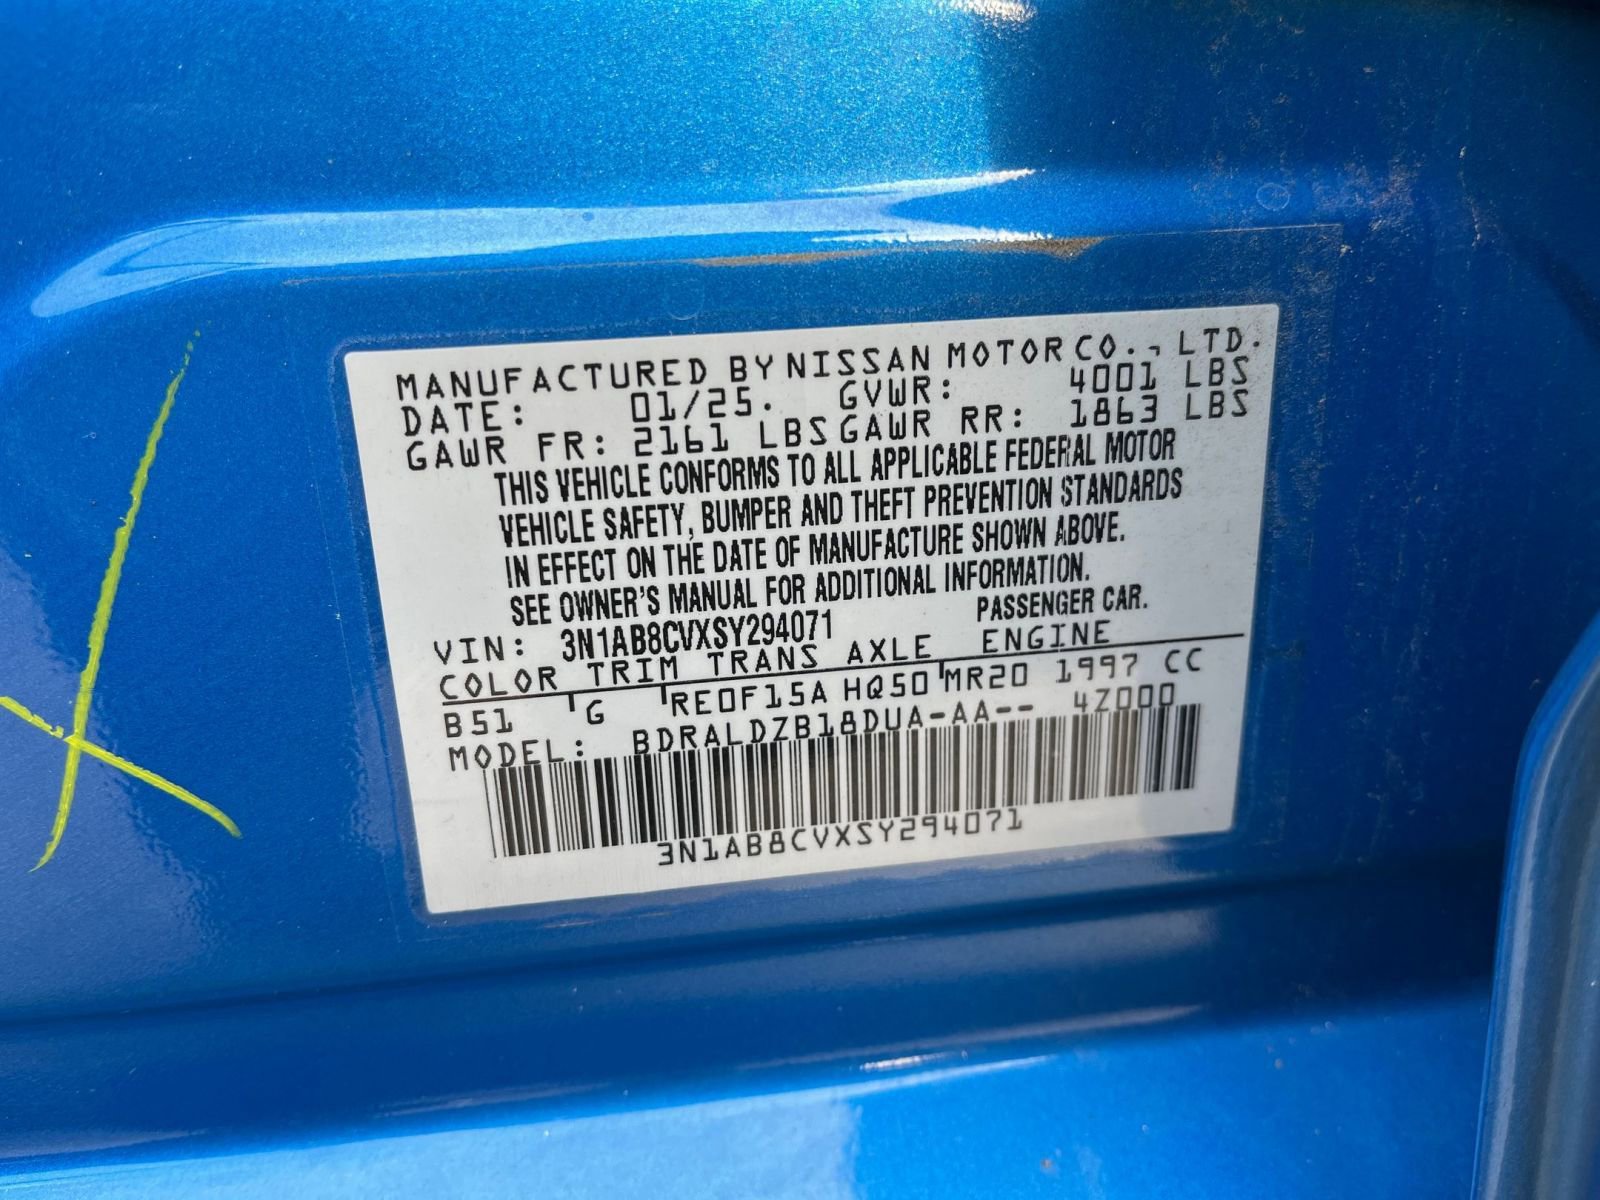 MANUFACTURED BY NISSAN MOTOR CO., LTD.
DATE: 01/25. GVWR: 4001 LBS
GAWR FR: 2161 LBS GAWR RR: 1863 LBS
THIS VEHICLE CONFORMS TO ALL APPLICABLE FEDERAL MOTOR
VEHICLE SAFETY, BUMPER AND THEFT PREVENTION STANDARDS
IN EFFECT ON THE DATE OF MANUFACTURE SHOWN ABOVE.
SEE OWNER'S MANUAL FOR ADDITIONAL INFORMATION.
VIN: 3N1AB8CVXSY294071 PASSENGER CAR.
COLOR TRIM TRANS AXLE ENGINE
B51 G RE0F15A HQ50 MR20 1997 CC
MODEL: BDRALDZB18DUA-AA-- 4Z000
3N1AB8CVXSY294071